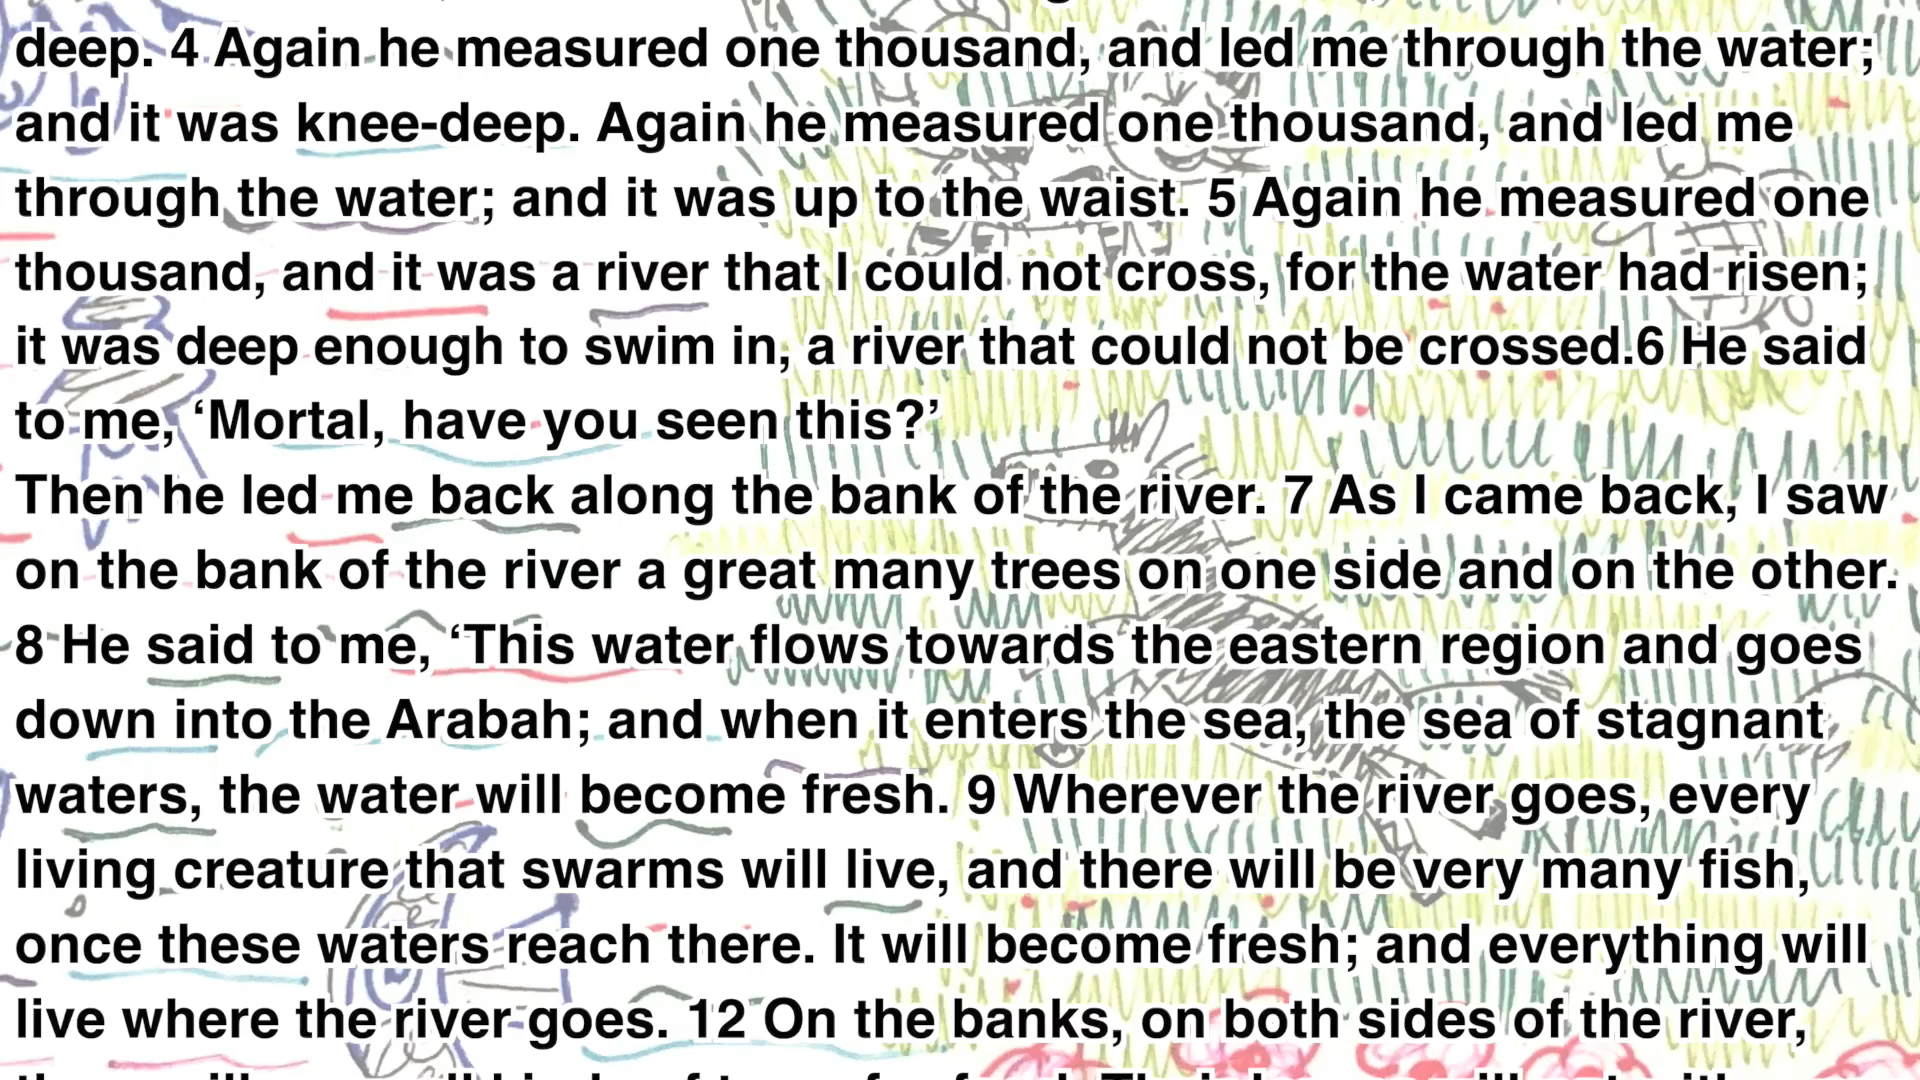 deep. 4 Again he measured one thousand, and led me through the water;
and it was knee-deep. Again he measured one thousand, and led me
through the water; and it was up to the waist. 5 Again he measured one
thousand, and it was a river that I could not cross, for the water had risen;
it was deep enough to swim in, a river that could not be crossed.6 He said
to me, ‘Mortal, have you seen this?’
Then he led me back along the bank of the river. 7 As I came back, I saw
on the bank of the river a great many trees on one side and on the other.
8 He said to me, ‘This water flows towards the eastern region and goes
down into the Arabah; and when it enters the sea, the sea of stagnant
waters, the water will become fresh. 9 Wherever the river goes, every
living creature that swarms will live, and there will be very many fish,
once these waters reach there. It will become fresh; and everything will
live where the river goes. 12 On the banks, on both sides of the river,